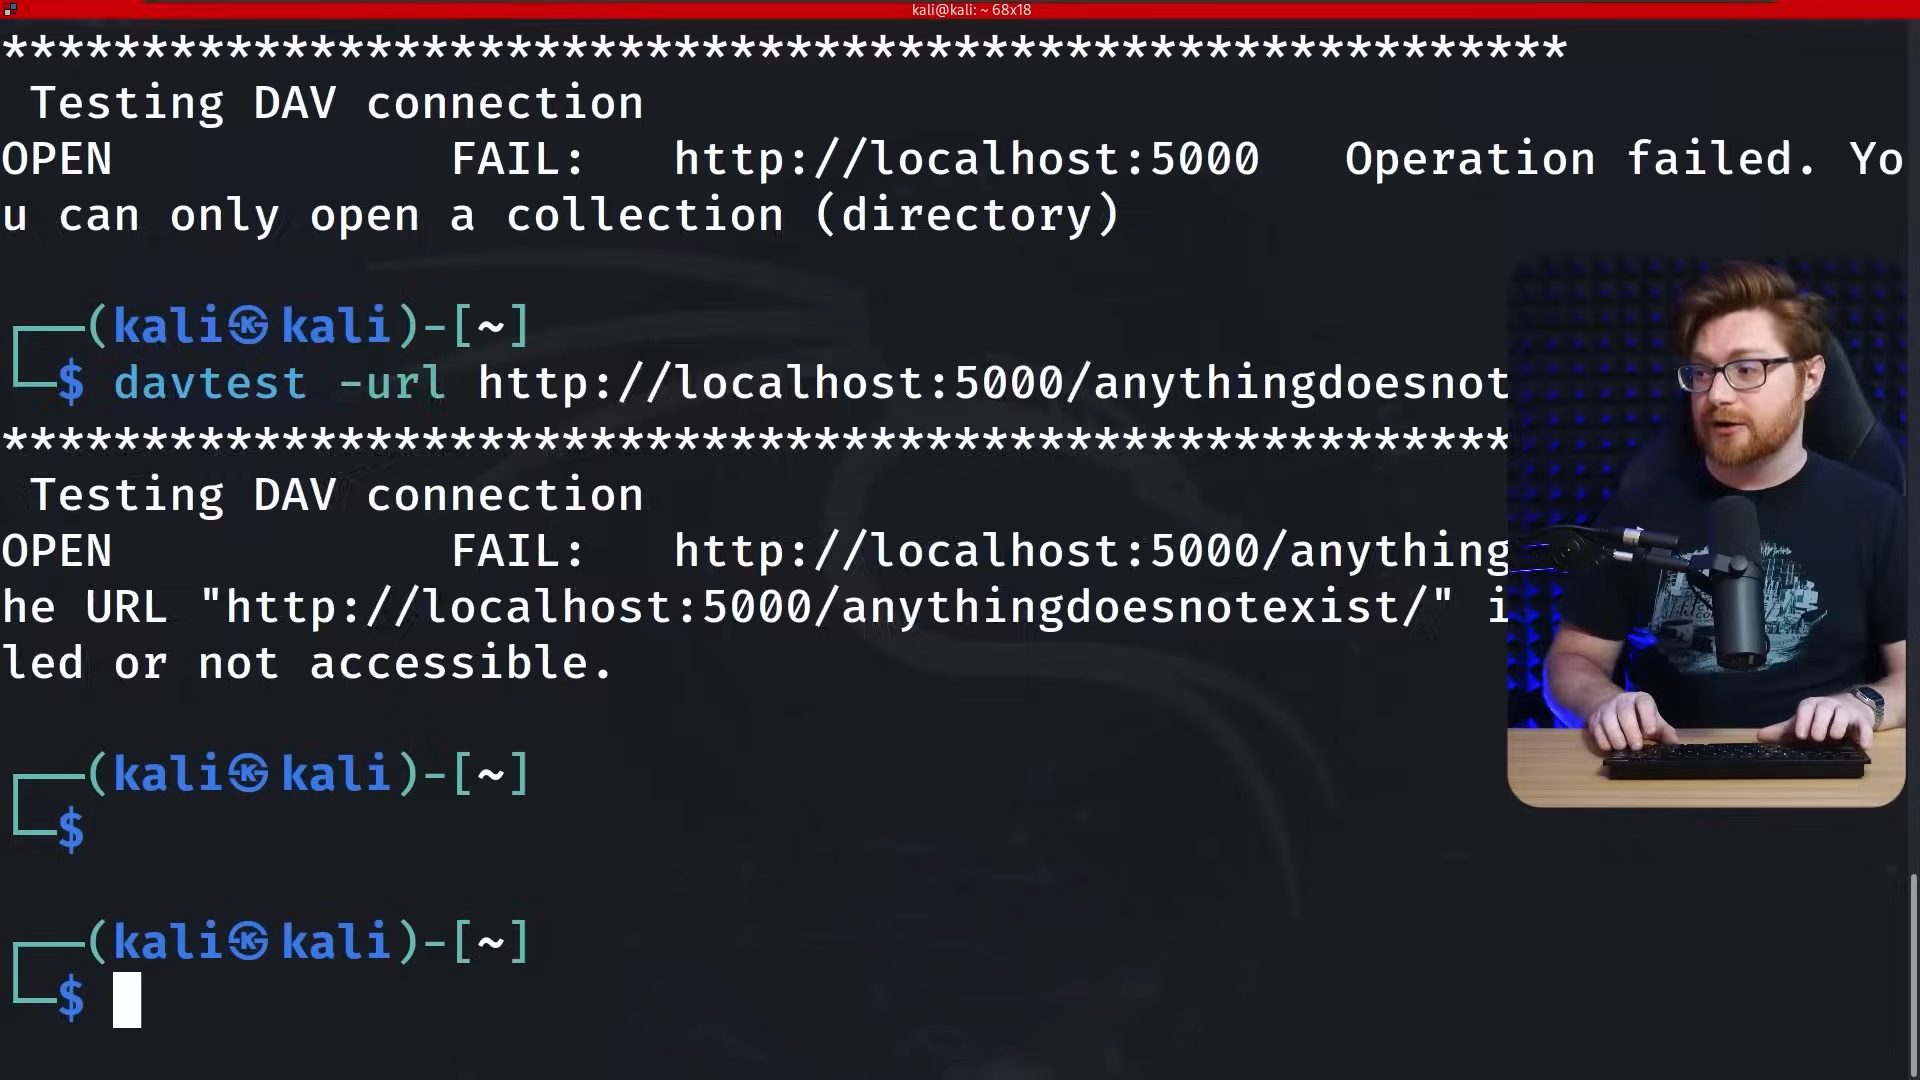 kali@kali: ~ 68x18
********************************************************
Testing DAV connection
OPEN FAIL: http://localhost:5000 Operation failed. Yo
u can only open a collection (directory)
┌──(kali㉿kali)-[~]
└─$ davtest -url http://localhost:5000/anythingdoesnot
******************************************************
Testing DAV connection
OPEN FAIL: http://localhost:5000/anything
he URL "http://localhost:5000/anythingdoesnotexist/" i
led or not accessible.
┌──(kali㉿kali)-[~]
└─$
┌──(kali㉿kali)-[~]
└─$